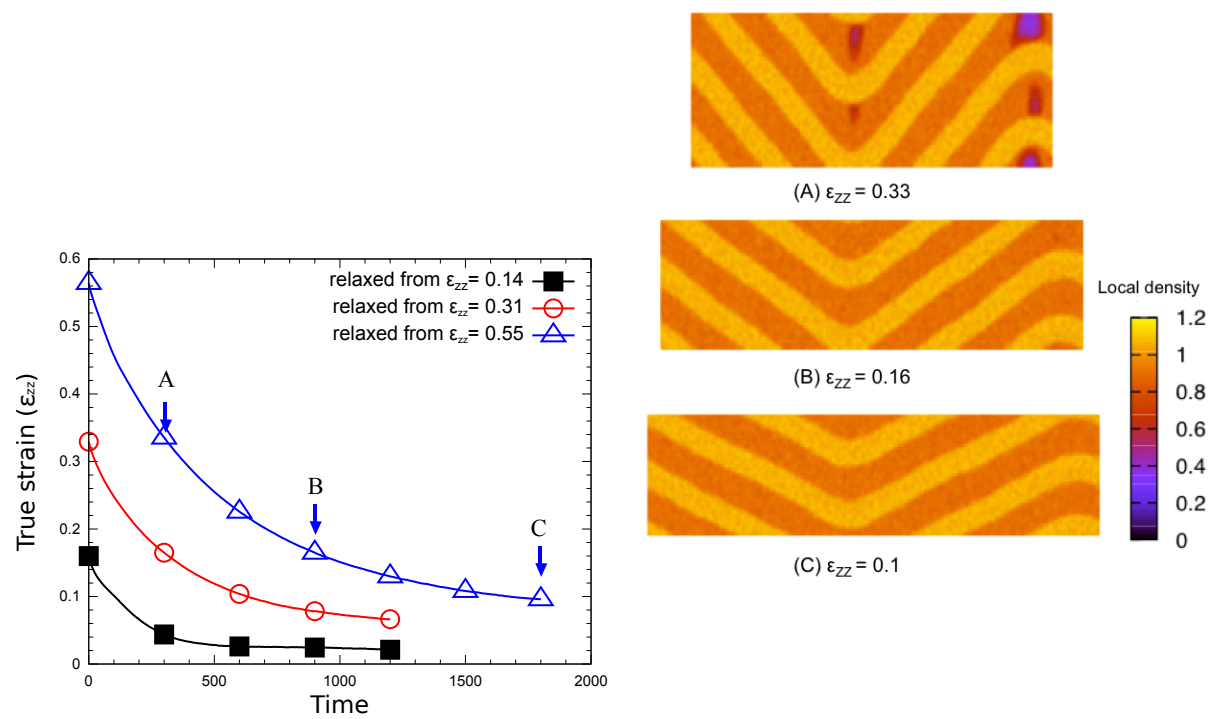 (A) εZZ = 0.33
(B) εZZ = 0.16
(C) εZZ = 0.1
Local density
1.2
1
0.8
0.6
0.4
0.2
0
0.6
0.5
0.4
0.3
0.2
0.1
0
True strain (εzz)
relaxed from εzz= 0.14
relaxed from εzz= 0.31
relaxed from εzz= 0.55
A
B
C
0
500
1000
1500
2000
Time